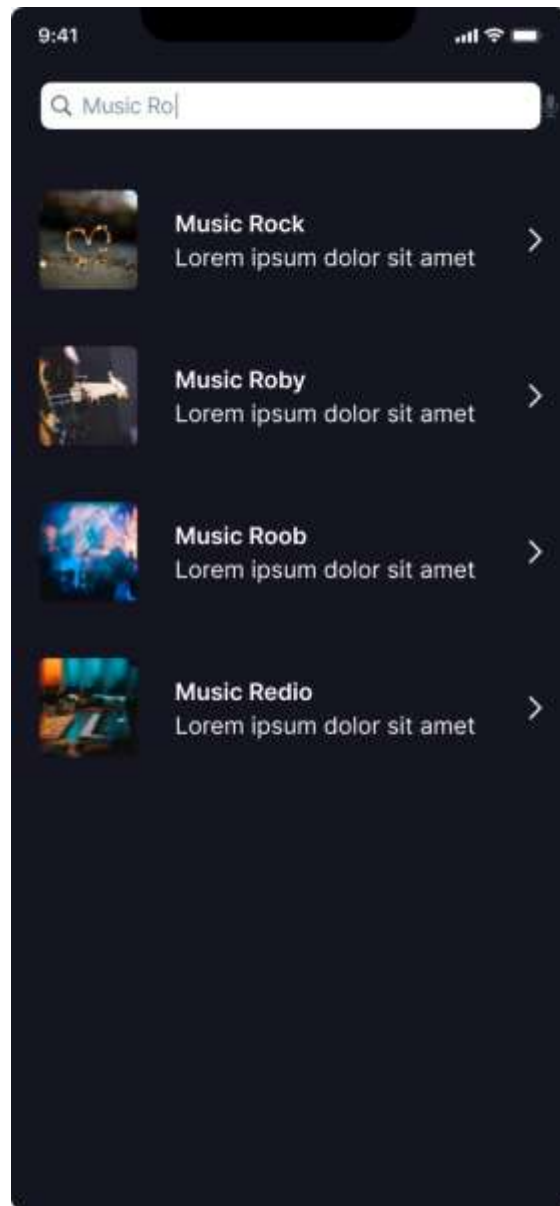 9:41
Music Ro
Music Rock
Lorem ipsum dolor sit amet
Music Roby
Lorem ipsum dolor sit amet
Music Roob
Lorem ipsum dolor sit amet
Music Redio
Lorem ipsum dolor sit amet